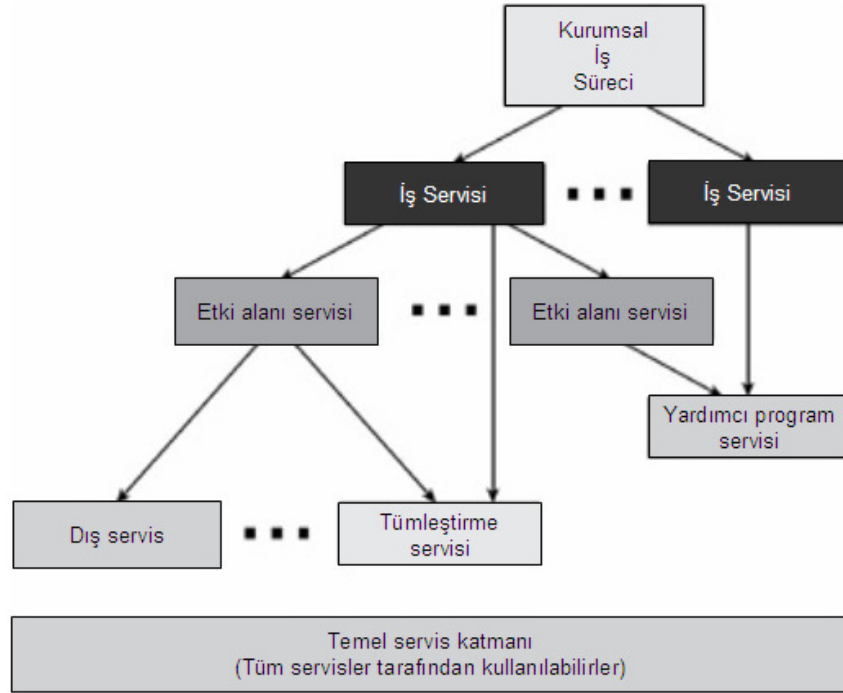 Kurumsal
İş
Süreci
İş Servisi
İş Servisi
Etki alanı servisi
Etki alanı servisi
Yardımcı program
servisi
Dış servis
Tümleştirme
servisi
Temel servis katmanı
(Tüm servisler tarafından kullanılabilirler)